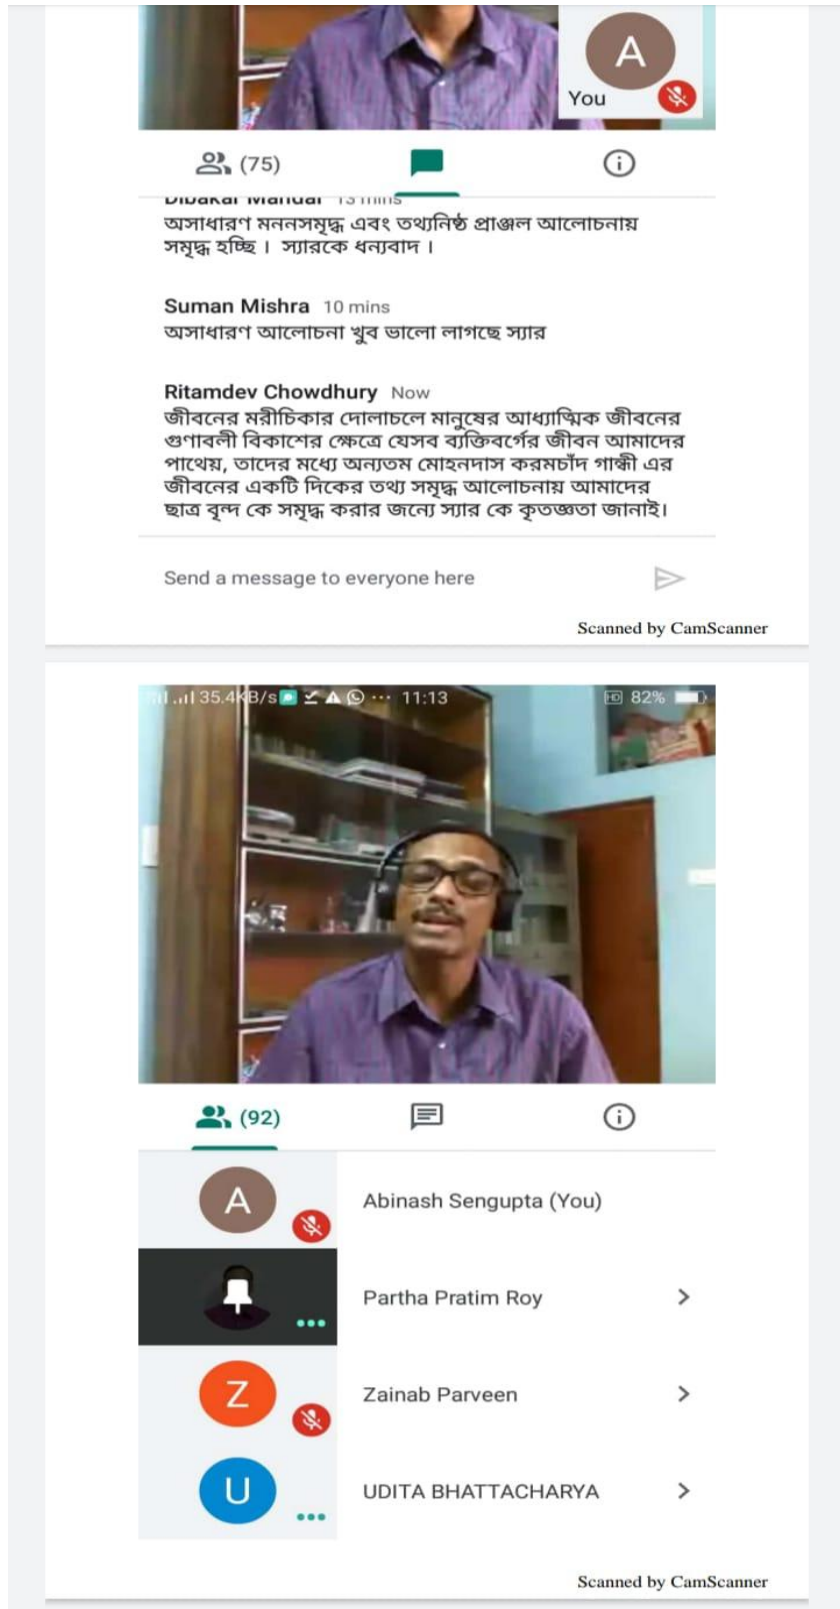 A
You
(75)
Dibakar Mandal 13 mins
অসাধারণ মননসমৃদ্ধ এবং তথ্যনিষ্ঠ প্রাঞ্জল আলোচনায়
সমৃদ্ধ হচ্ছি । স্যারকে ধন্যবাদ ।
Suman Mishra 10 mins
অসাধারণ আলোচনা খুব ভালো লাগছে স্যার
Ritamdev Chowdhury Now
জীবনের মরীচিকার দোলাচলে মানুষের আধ্যাত্মিক জীবনের
গুণাবলী বিকাশের ক্ষেত্রে যেসব ব্যক্তিবর্গের জীবন আমাদের
পাথেয়, তাদের মধ্যে অন্যতম মোহনদাস করমচাঁদ গান্ধী এর
জীবনের একটি দিকের তথ্য সমৃদ্ধ আলোচনায় আমাদের
ছাত্র বৃন্দ কে সমৃদ্ধ করার জন্যে স্যার কে কৃতজ্ঞতা জানাই।
Send a message to everyone here
Scanned by CamScanner
35.4KB/s ... 11:13 HD 82%
(92)
A
Abinash Sengupta (You)
Partha Pratim Roy
Z
Zainab Parveen
U
UDITA BHATTACHARYA
Scanned by CamScanner